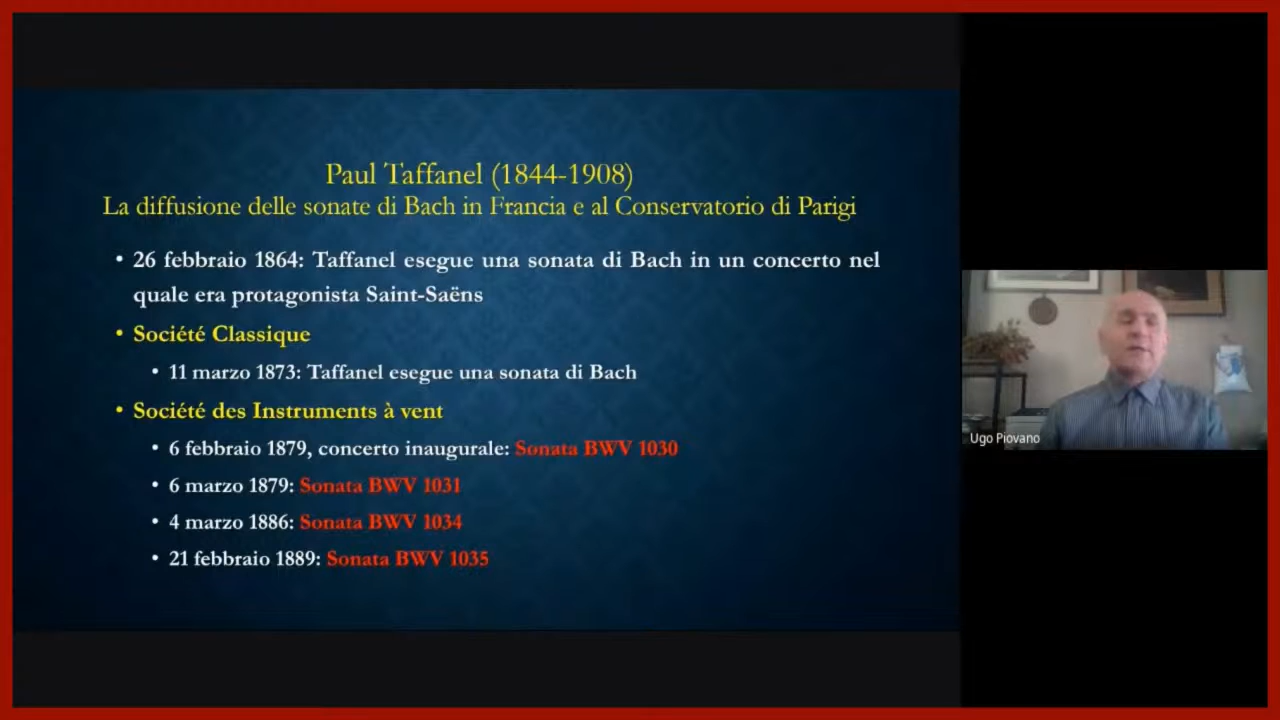 Paul Taffanel (1844-1908)
La diffusione delle sonate di Bach in Francia e al Conservatorio di Parigi
• 26 febbraio 1864: Taffanel esegue una sonata di Bach in un concerto nel
quale era protagonista Saint-Saëns
• Société Classique
• 11 marzo 1873: Taffanel esegue una sonata di Bach
• Société des Instruments à vent
• 6 febbraio 1879, concerto inaugurale: Sonata BWV 1030
• 6 marzo 1879: Sonata BWV 1031
• 4 marzo 1886: Sonata BWV 1034
• 21 febbraio 1889: Sonata BWV 1035
Ugo Piovano